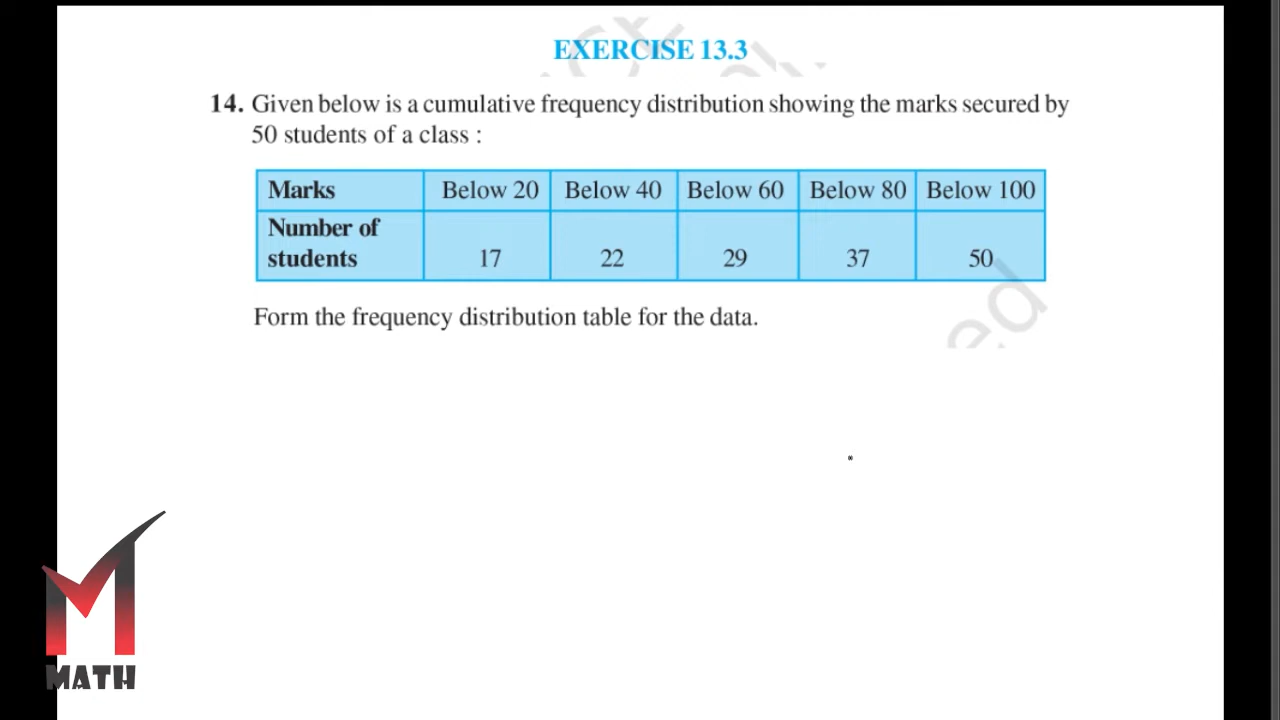 EXERCISE 13.3
14. Given below is a cumulative frequency distribution showing the marks secured by
50 students of a class :
Marks Below 20 Below 40 Below 60 Below 80 Below 100
Number of
students 17 22 29 37 50
Form the frequency distribution table for the data.
MATH